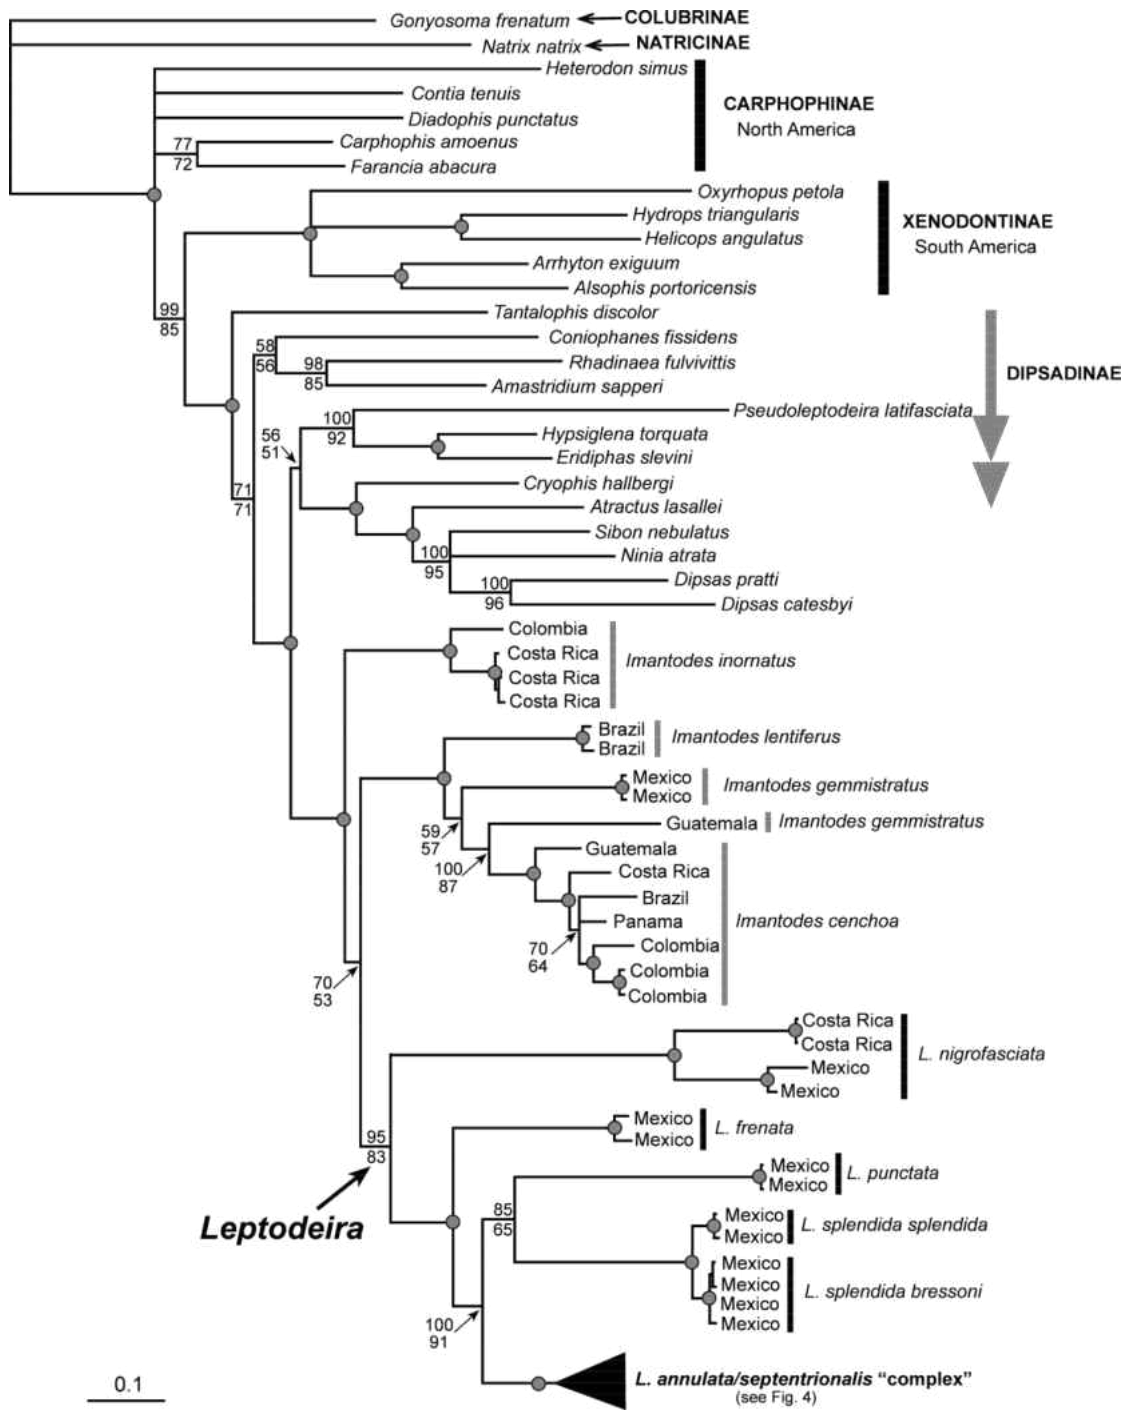 Gonyosoma frenatum COLUBRINAE
Natrix natrix NATRICINAE
Heterodon simus
Contia tenuis
CARPHOPHINAE
Diadophis punctatus
North America
77
Carphophis amoenus
72
Farancia abacura
Oxyrhopus petola
Hydrops triangularis
XENODONTINAE
Helicops angulatus
South America
Arrhyton exiguum
Alsophis portoricensis
99
85
Tantalophis discolor
Coniophanes fissidens
58
56
98
85
Rhadinaea fulvivittis
DIPSADINAE
Amastridium sapperi
Pseudoleptodeira latifasciata
100
92
56
51
Hypsiglena torquata
Eridiphas slevini
Cryophis hallbergi
71
71
Atractus lasallei
Sibon nebulatus
100
95
Ninia atrata
Dipsas pratti
100
96
Dipsas catesbyi
Colombia
Costa Rica
Imantodes inornatus
Costa Rica
Costa Rica
Brazil
Imantodes lentiferus
Brazil
Mexico
Imantodes gemmistratus
Mexico
Guatemala
Imantodes gemmistratus
59
57
Guatemala
100
87
Costa Rica
Brazil
Panama
Imantodes cenchoa
70
64
Colombia
Colombia
Colombia
70
53
Costa Rica
Costa Rica
L. nigrofasciata
Mexico
Mexico
Mexico
L. frenata
Mexico
95
83
Mexico
L. punctata
Mexico
Leptodeira
85
65
Mexico
L. splendida splendida
Mexico
Mexico
Mexico
L. splendida bressoni
Mexico
Mexico
100
91
L. annulata/septentrionalis “complex”
(see Fig. 4)
0.1